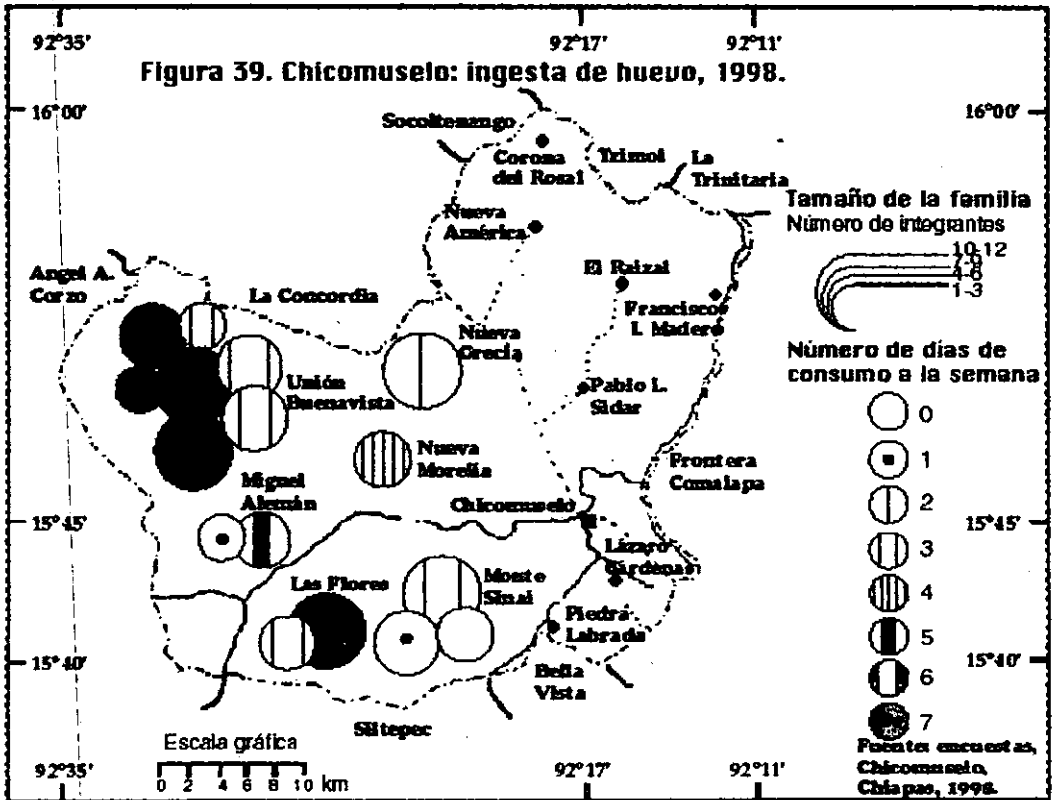 92°35' 92°17' 92°11'
Figura 39. Chicomuselo: ingesta de huevo, 1998.
16°00' 16°00'
Socoltenango
Corona
del Rosal
Trimol
La
Trinitaria
Nueva
América
El Raizal
Francisco
I. Madero
Angel A.
Corzo
La Concordia
Nueva
Grecia
Unión
Buenavista
Pablo L.
Sidar
Nueva
Morelia
Frontera
Comalapa
Miguel
Alemán
Chicomuselo
15°45' 15°45'
Lázaro
Cárdenas
Las Flores
Monte
Sinai
Piedra
Labrada
15°40' 15°40'
Bella
Vista
Siltepec
Tamaño de la familia
Número de integrantes
10-12
7-9
4-6
1-3
Número de días de
consumo a la semana
0
1
2
3
4
5
6
7
Fuente: encuestas,
Chicomuselo,
Chiapas, 1998.
Escala gráfica
0 2 4 6 8 10 km
92°35' 92°17' 92°11'